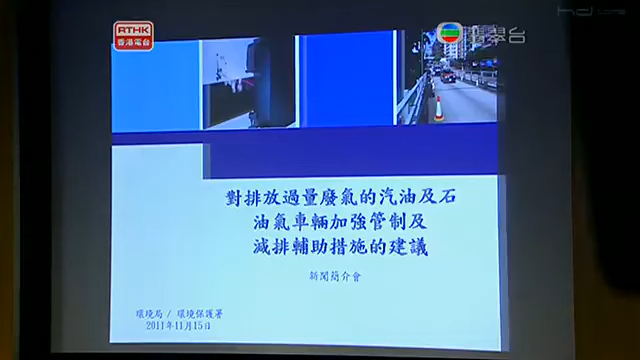 RTHK
香港電台
翡翠台
對排放過量廢氣的汽油及石
油氣車輛加強管制及
減排輔助措施的建議
新聞簡介會
環境局 / 環境保護署
2011年11月15日